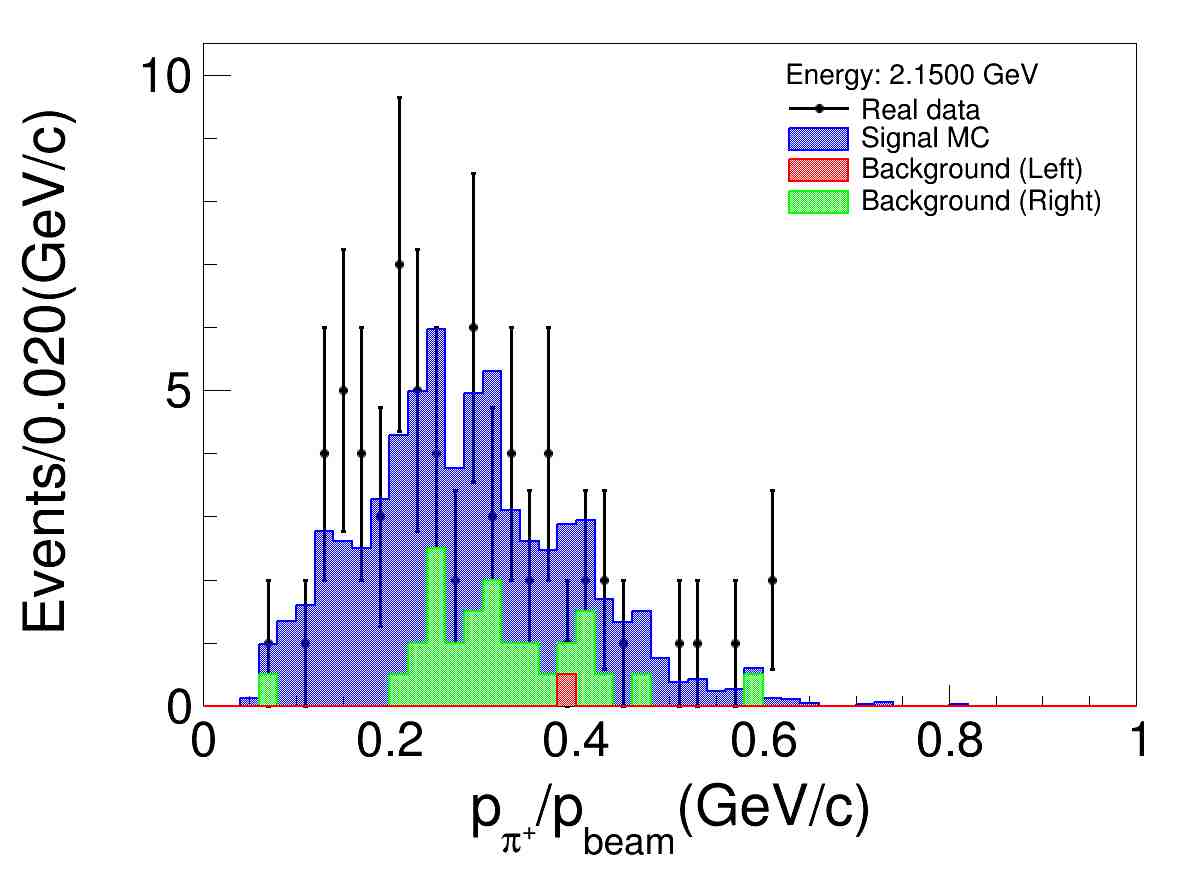 Energy: 2.1500 GeV
Real data
Signal MC
Background (Left)
Background (Right)
Events/0.020(GeV/c)
10
5
0
0 0.2 0.4 0.6 0.8 1
pπ+/pbeam(GeV/c)